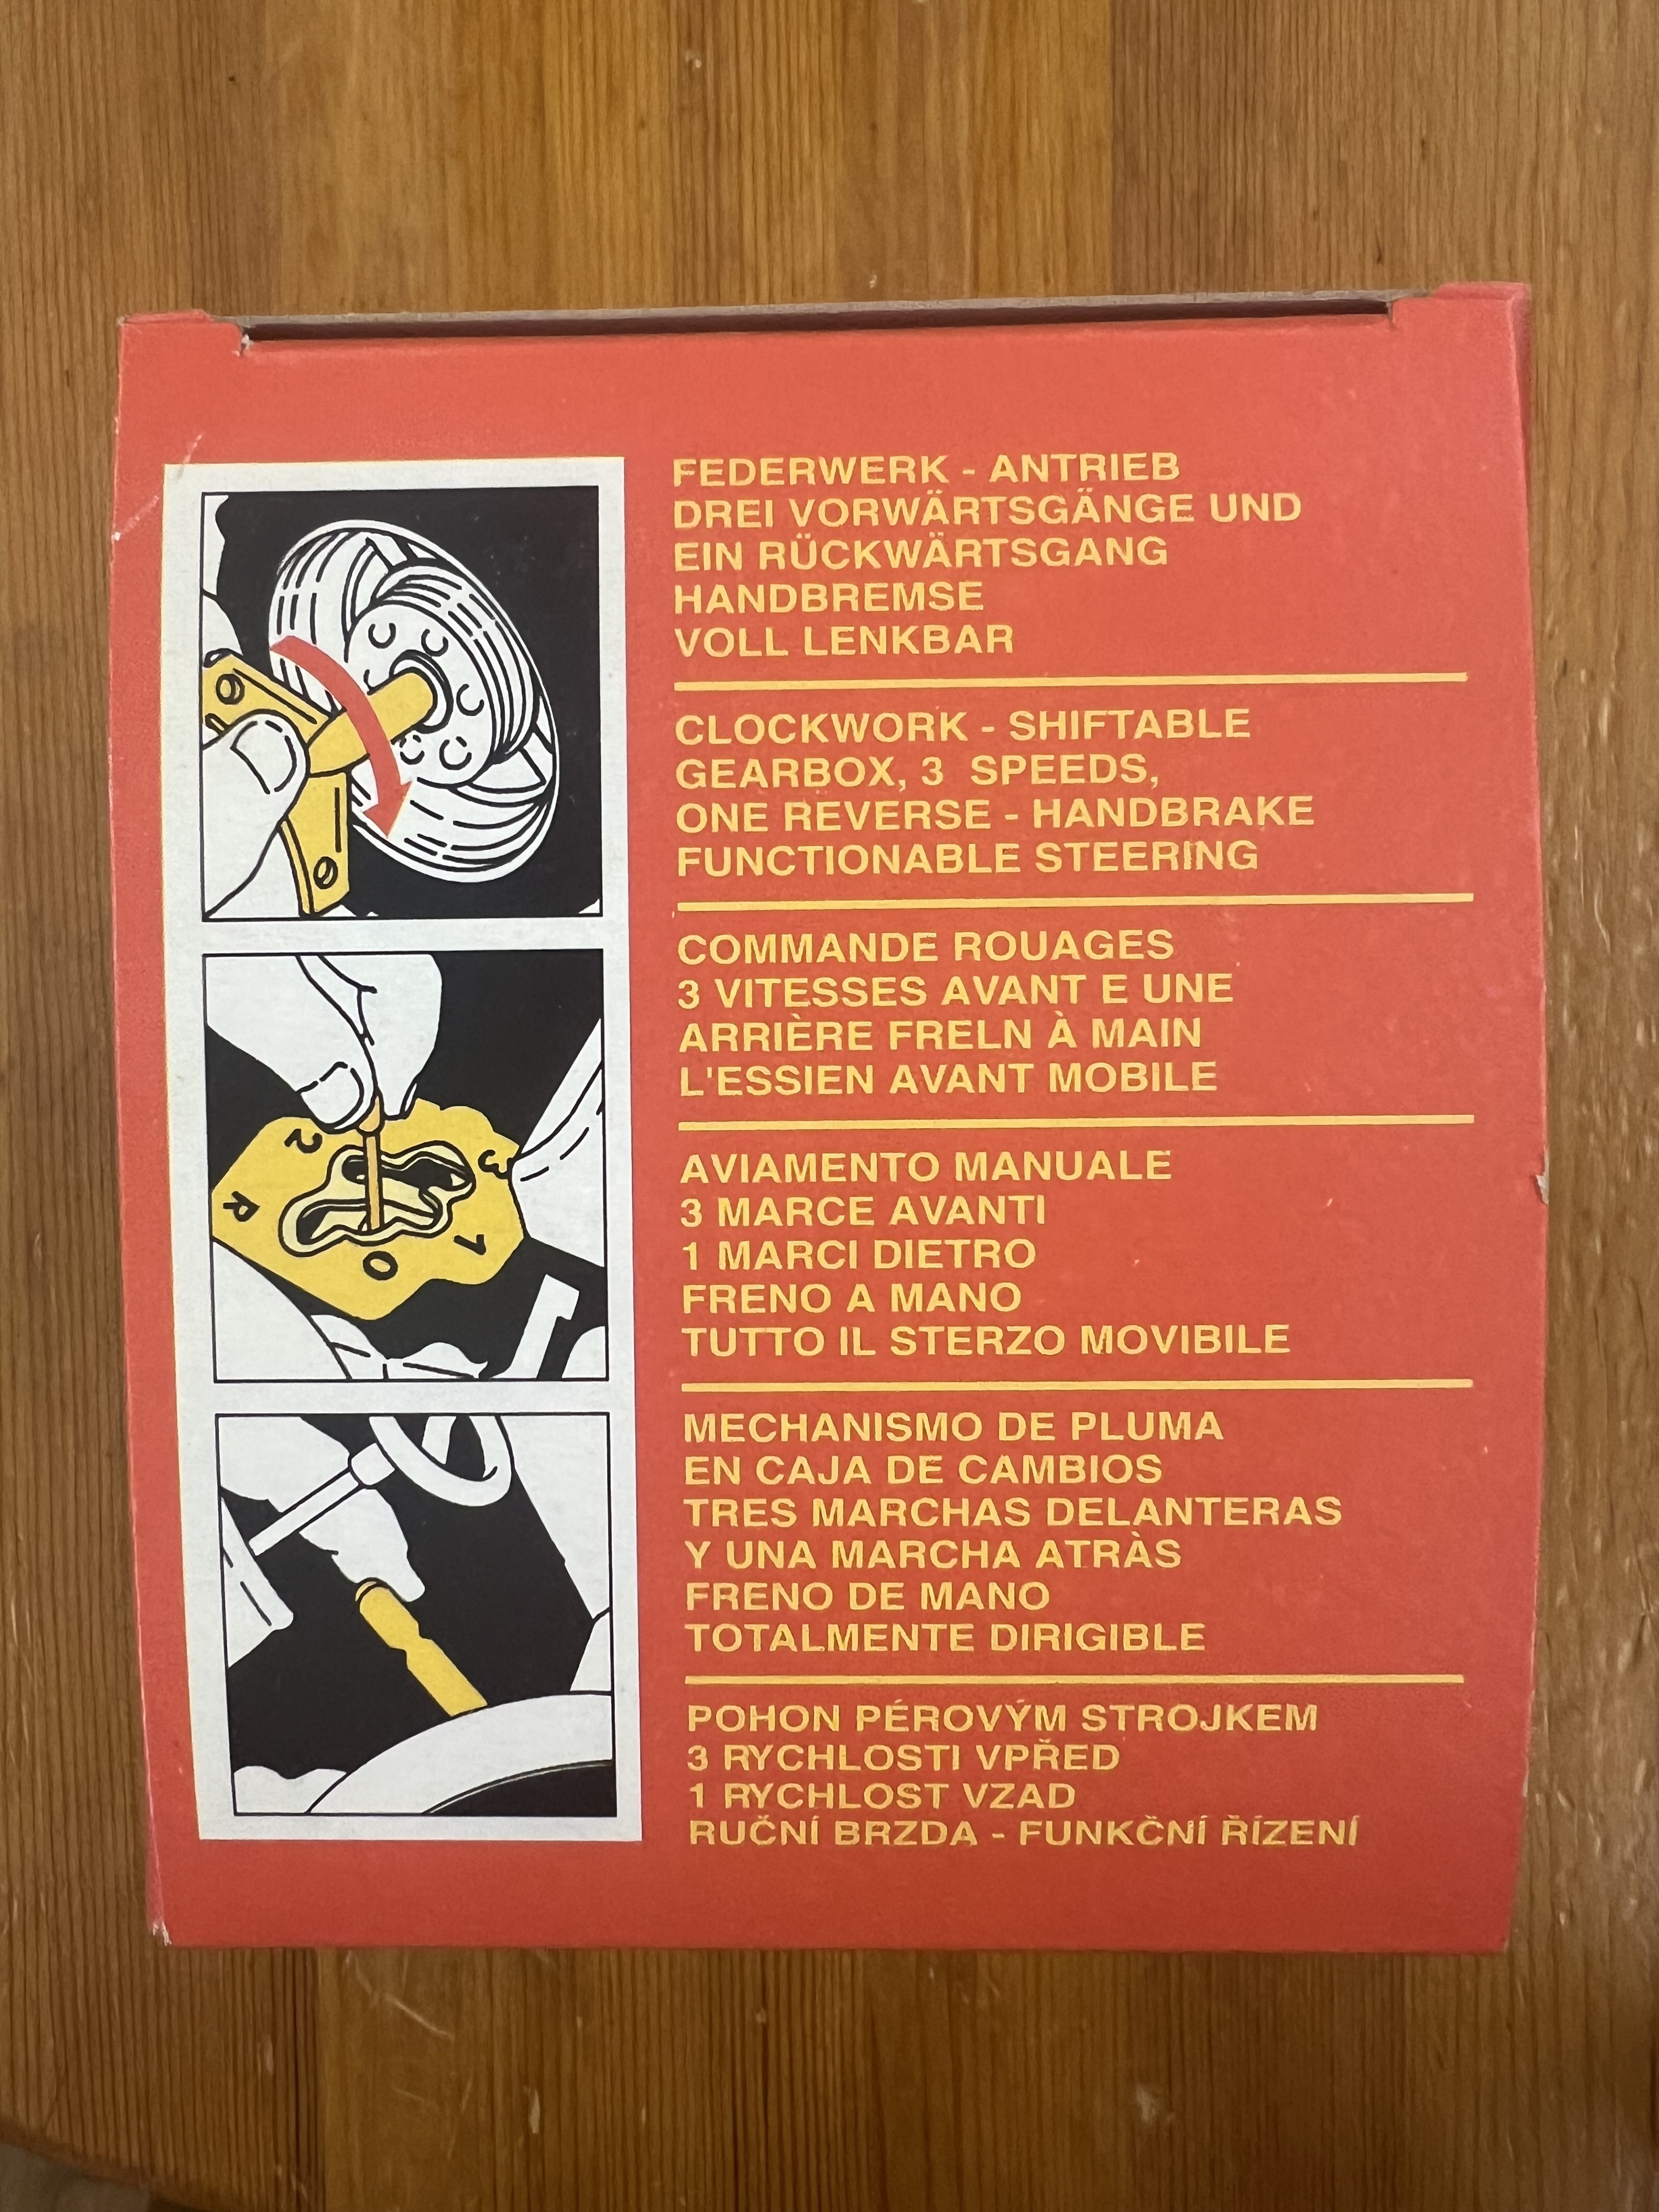 FEDERWERK - ANTRIEB
DREI VORWÄRTSGÄNGE UND
EIN RÜCKWÄRTSGANG
HANDBREMSE
VOLL LENKBAR
CLOCKWORK - SHIFTABLE
GEARBOX, 3 SPEEDS,
ONE REVERSE - HANDBRAKE
FUNCTIONABLE STEERING
COMMANDE ROUAGES
3 VITESSES AVANT E UNE
ARRIÈRE FRELN À MAIN
L'ESSIEN AVANT MOBILE
2
3
R
1
0
AVIAMENTO MANUALE
3 MARCE AVANTI
1 MARCI DIETRO
FRENO A MANO
TUTTO IL STERZO MOVIBILE
MECHANISMO DE PLUMA
EN CAJA DE CAMBIOS
TRES MARCHAS DELANTERAS
Y UNA MARCHA ATRÀS
FRENO DE MANO
TOTALMENTE DIRIGIBLE
POHON PÉROVÝM STROJKEM
3 RYCHLOSTI VPŘED
1 RYCHLOST VZAD
RUČNÍ BRZDA - FUNKČNÍ ŘÍZENÍ